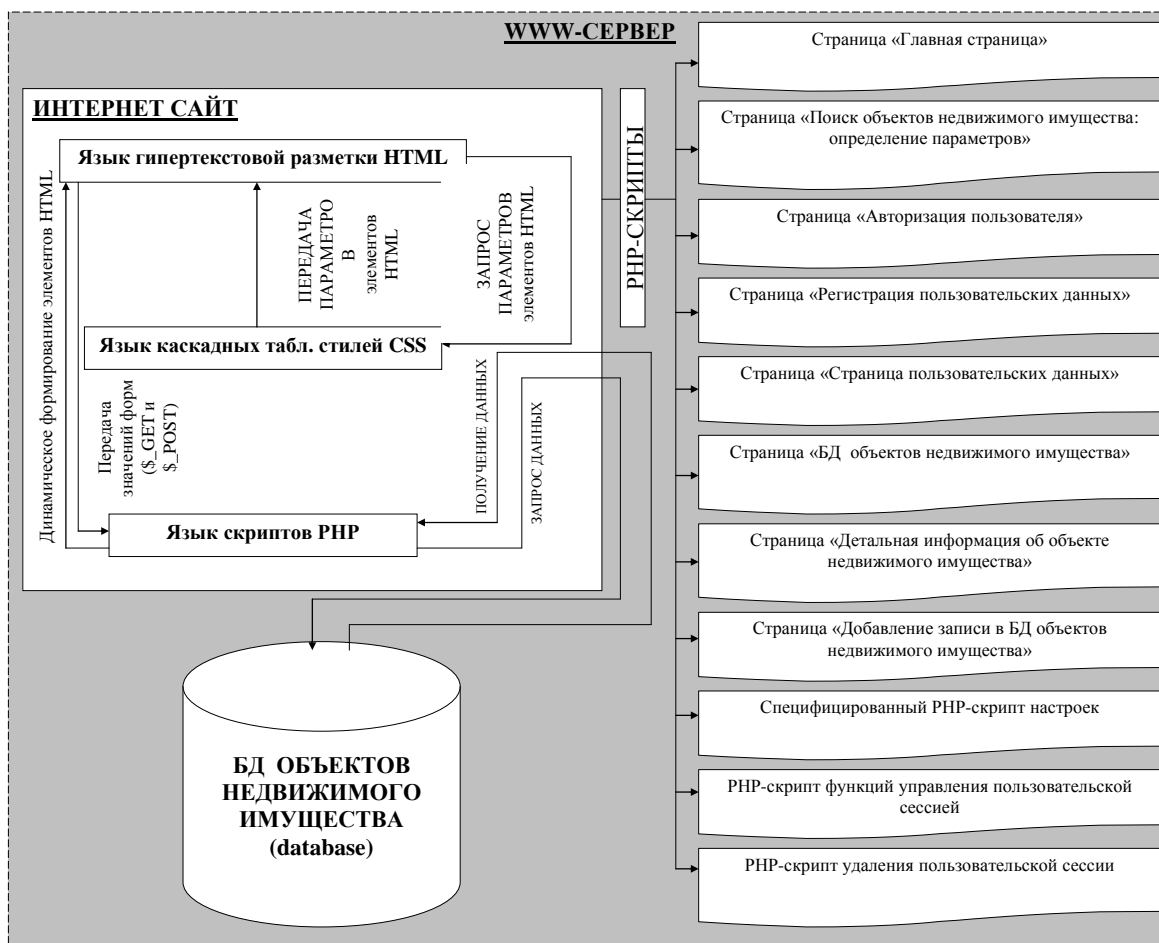 WWW-СЕРВЕР
ИНТЕРНЕТ САЙТ
Язык гипертекстовой разметки HTML
Динамическое формирование элементов HTML
ПЕРЕДАЧА
ПАРАМЕТРО
В
элементов
HTML
ЗАПРОС
ПАРАМЕТРОВ
элементов HTML
Язык каскадных табл. стилей CSS
Передача
значений форм
($_GET и
$_POST)
ПОЛУЧЕНИЕ ДАННЫХ
ЗАПРОС ДАННЫХ
Язык скриптов PHP
БД ОБЪЕКТОВ
НЕДВИЖИМОГО
ИМУЩЕСТВА
(database)
PHP-СКРИПТЫ
Страница «Главная страница»
Страница «Поиск объектов недвижимого имущества:
определение параметров»
Страница «Авторизация пользователя»
Страница «Регистрация пользовательских данных»
Страница «Страница пользовательских данных»
Страница «БД объектов недвижимого имущества»
Страница «Детальная информация об объекте
недвижимого имущества»
Страница «Добавление записи в БД объектов
недвижимого имущества»
Специфицированный PHP-скрипт настроек
PHP-скрипт функций управления пользовательской
сессией
PHP-скрипт удаления пользовательской сессии